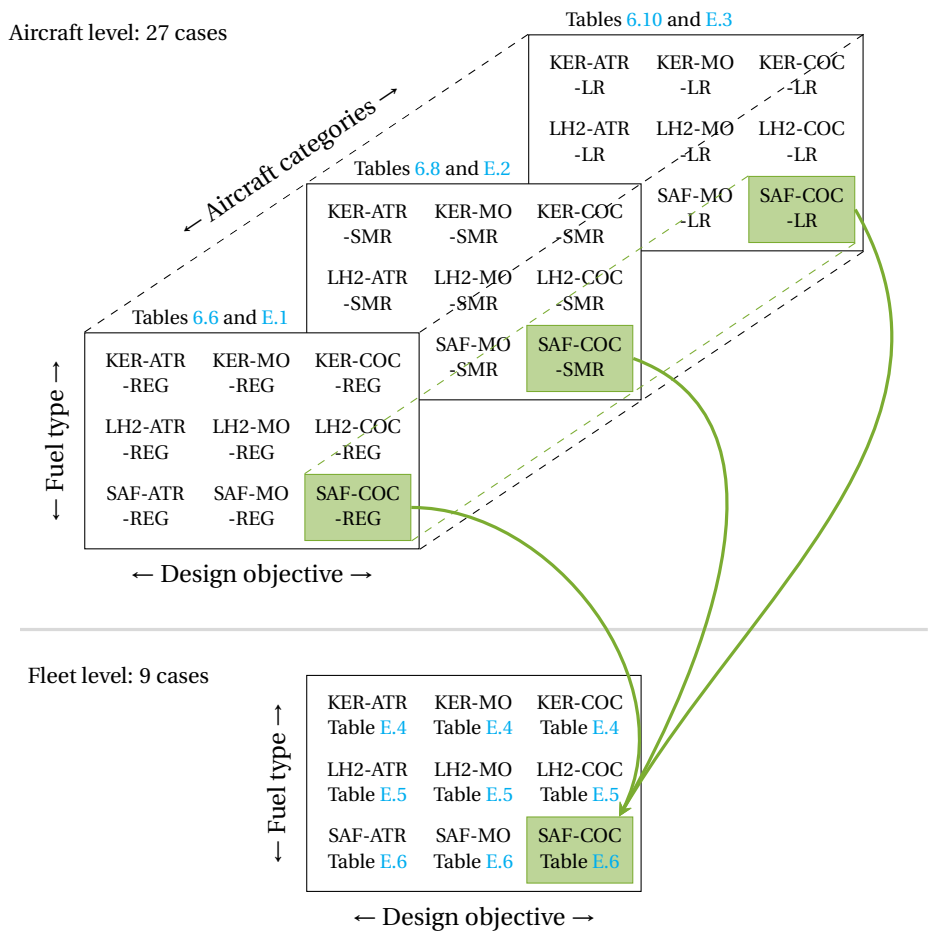 Aircraft level: 27 cases
Tables 6.10 and E.3
KER-ATR KER-MO KER-COC
-LR -LR -LR
LH2-ATR LH2-MO LH2-COC
-LR -LR -LR
SAF-MO SAF-COC
-LR -LR
← Aircraft categories →
Tables 6.8 and E.2
KER-ATR KER-MO KER-COC
-SMR -SMR -SMR
LH2-ATR LH2-MO LH2-COC
-SMR -SMR -SMR
SAF-MO SAF-COC
-SMR -SMR
Tables 6.6 and E.1
KER-ATR KER-MO KER-COC
-REG -REG -REG
LH2-ATR LH2-MO LH2-COC
-REG -REG -REG
SAF-ATR SAF-MO SAF-COC
-REG -REG -REG
← Fuel type →
← Design objective →
Fleet level: 9 cases
KER-ATR KER-MO KER-COC
Table E.4 Table E.4 Table E.4
LH2-ATR LH2-MO LH2-COC
Table E.5 Table E.5 Table E.5
SAF-ATR SAF-MO SAF-COC
Table E.6 Table E.6 Table E.6
← Fuel type →
← Design objective →